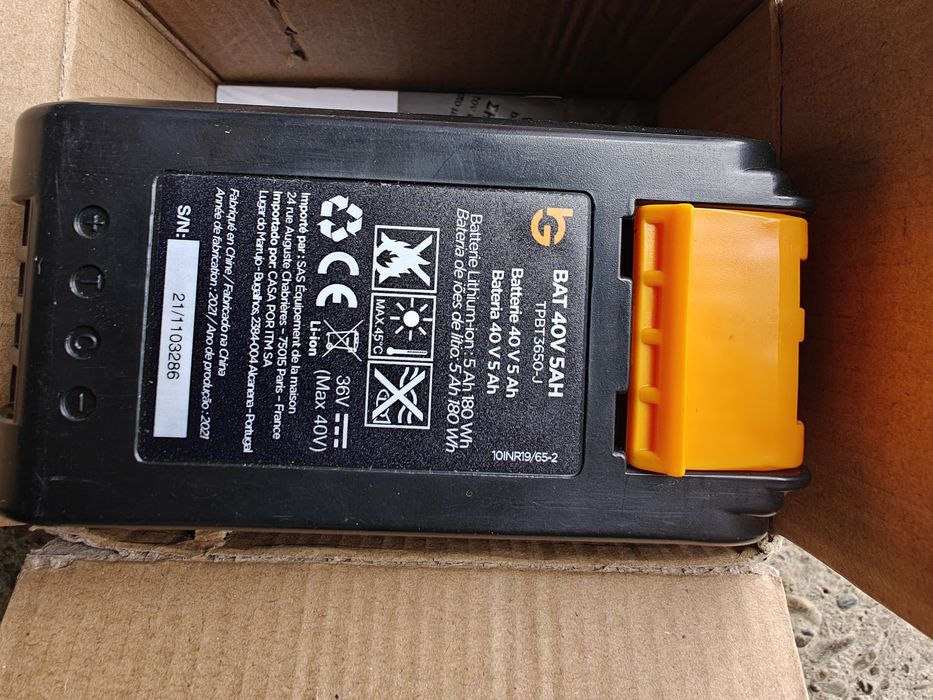 bG
BAT 40V 5AH
TPBT3650-J
Batterie 40 V 5 Ah
Bateria 40 V 5 Ah
Batterie Lithium-ion : 5 Ah 180 Wh
Bateria de iões de lítio: 5 Ah 180 Wh
10INR19/65-2
MAX.45°C
CE
Li-ion
36V
(Max 40V)
Importé par : SAS Équipement de la maison
24 rue Auguste Chabrières - 75015 Paris - France
Importado por : CASA POR ITM SA
Lugar do Marrujo - Bugalhos, 2384-004 Alcanena - Portugal
Fabriqué en Chine / Fabricado na China
Année de fabrication : 2021 / Ano de produção : 2021
S/N:
21/1103286
+
T
C
-